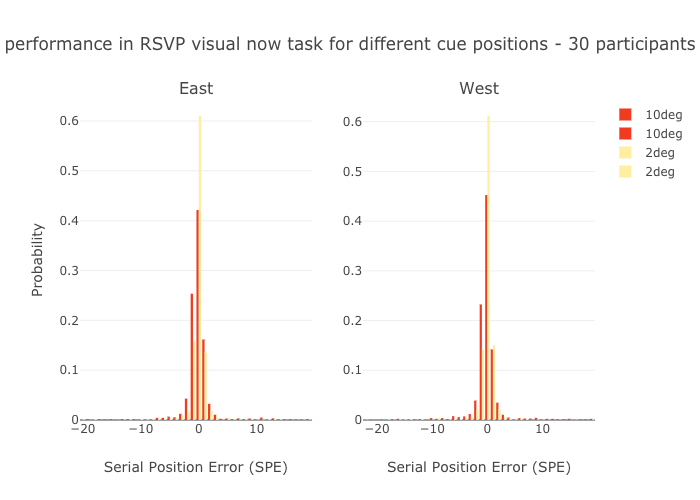 performance in RSVP visual now task for different cue positions - 30 participants
East
West
10deg
10deg
2deg
2deg
0.6
0.5
0.4
0.3
0.2
0.1
0
−20
−10
0
10
0.6
0.5
0.4
0.3
0.2
0.1
0
−20
−10
0
10
Probability
Serial Position Error (SPE)
Serial Position Error (SPE)